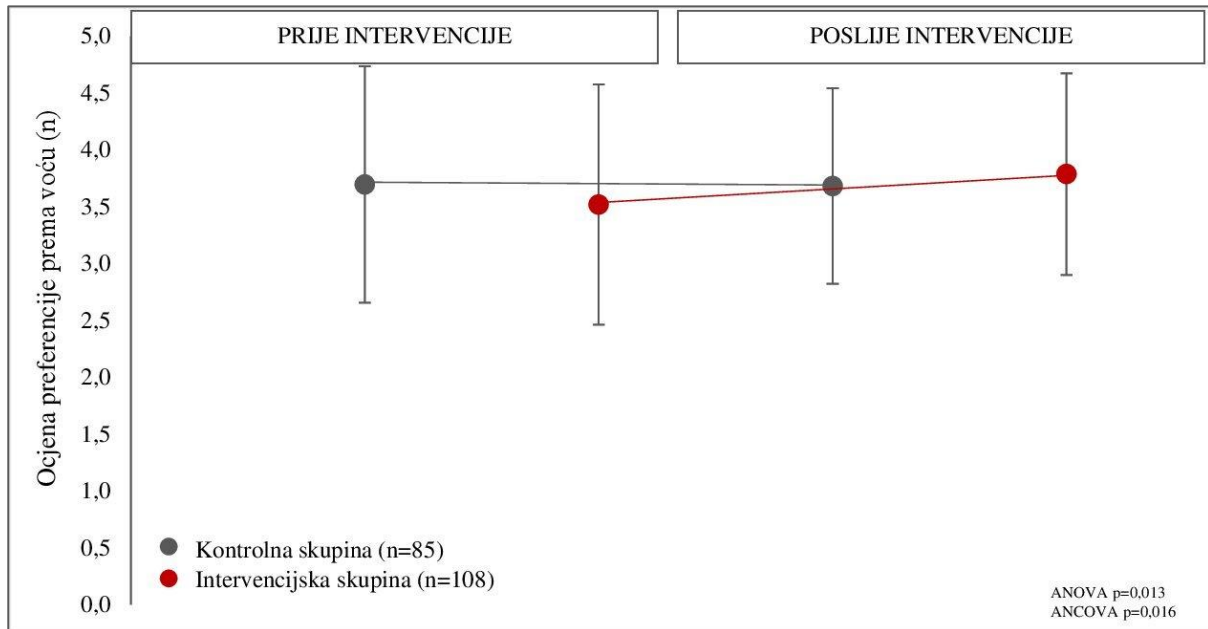 PRIJE INTERVENCIJE
POSLIJE INTERVENCIJE
Ocjena preferencije prema voću (n)
5,0
4,5
4,0
3,5
3,0
2,5
2,0
1,5
1,0
0,5
0,0
Kontrolna skupina (n=85)
Intervencijska skupina (n=108)
ANOVA p=0,013
ANCOVA p=0,016